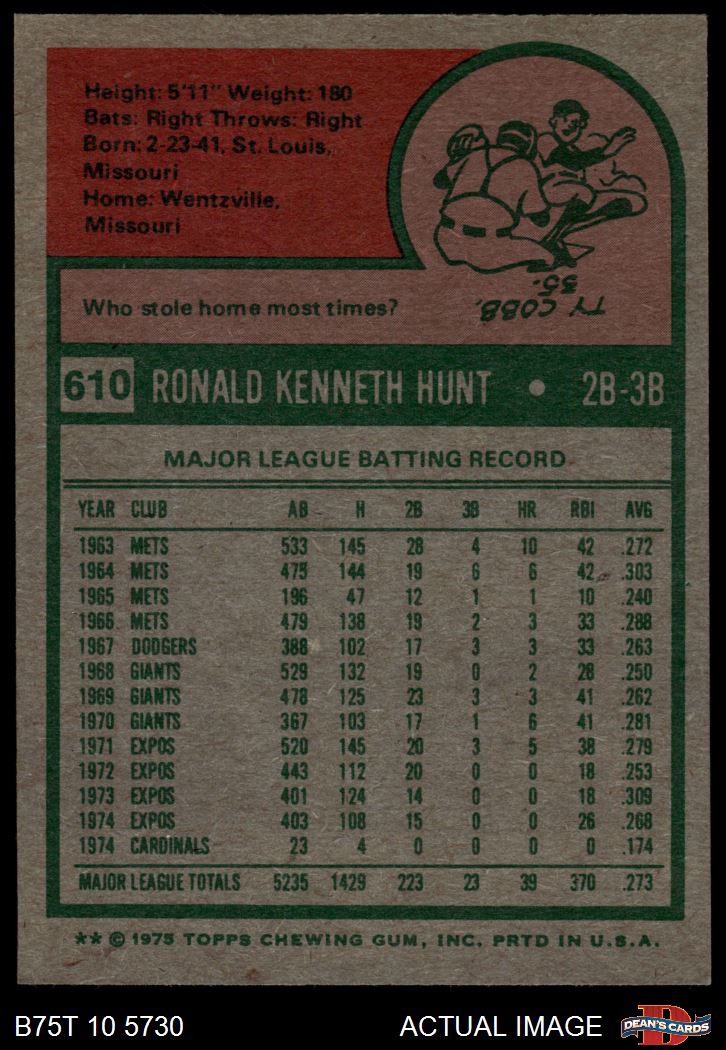 Height: 5'11" Weight: 180
Bats: Right Throws: Right
Born: 2-23-41, St. Louis,
Missouri
Home: Wentzville,
Missouri
Who stole home most times?
TY COBB,
35.
610 RONALD KENNETH HUNT • 2B-3B
MAJOR LEAGUE BATTING RECORD
YEAR CLUB AB H 2B 3B HR RBI AVG
1963 METS 533 145 28 4 10 42 .272
1964 METS 475 144 19 6 6 42 .303
1965 METS 196 47 12 1 1 10 .240
1966 METS 479 138 19 2 3 33 .288
1967 DODGERS 388 102 17 3 3 33 .263
1968 GIANTS 529 132 19 0 2 28 .250
1969 GIANTS 478 125 23 3 3 41 .262
1970 GIANTS 367 103 17 1 6 41 .281
1971 EXPOS 520 145 20 3 5 38 .279
1972 EXPOS 443 112 20 0 0 18 .253
1973 EXPOS 401 124 14 0 0 18 .309
1974 EXPOS 403 108 15 0 0 26 .268
1974 CARDINALS 23 4 0 0 0 0 .174
MAJOR LEAGUE TOTALS 5235 1429 223 23 39 370 .273
** © 1975 TOPPS CHEWING GUM, INC. PRTD IN U.S.A.
B75T 10 5730 ACTUAL IMAGE
D
DEAN'S CARDS